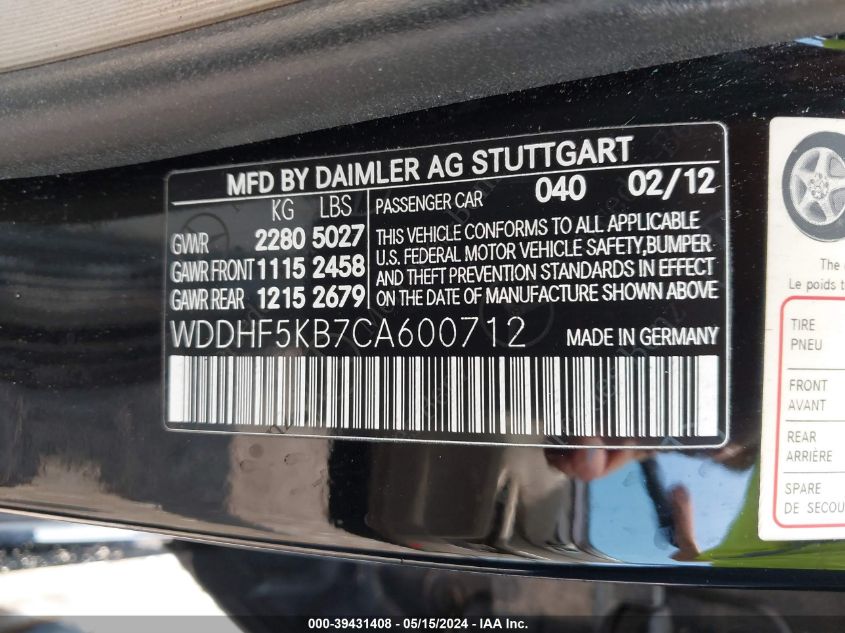 MFD BY DAIMLER AG STUTTGART
KG LBS
PASSENGER CAR 040 02/12
GVWR 2280 5027
GAWR FRONT 1115 2458
GAWR REAR 1215 2679
THIS VEHICLE CONFORMS TO ALL APPLICABLE
U.S. FEDERAL MOTOR VEHICLE SAFETY, BUMPER
AND THEFT PREVENTION STANDARDS IN EFFECT
ON THE DATE OF MANUFACTURE SHOWN ABOVE
WDDHF5KB7CA600712 MADE IN GERMANY
The
Le poids
TIRE
PNEU
FRONT
AVANT
REAR
ARRIÈRE
SPARE
DE
000-39431408 - 05/15/2024 - IAA Inc.